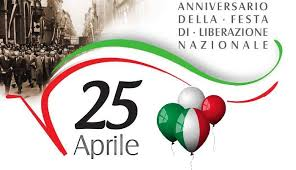 ANNIVERSARIO
DELLA · FESTA
DI · LIBERAZIONE
NAZIONALE
25
Aprile